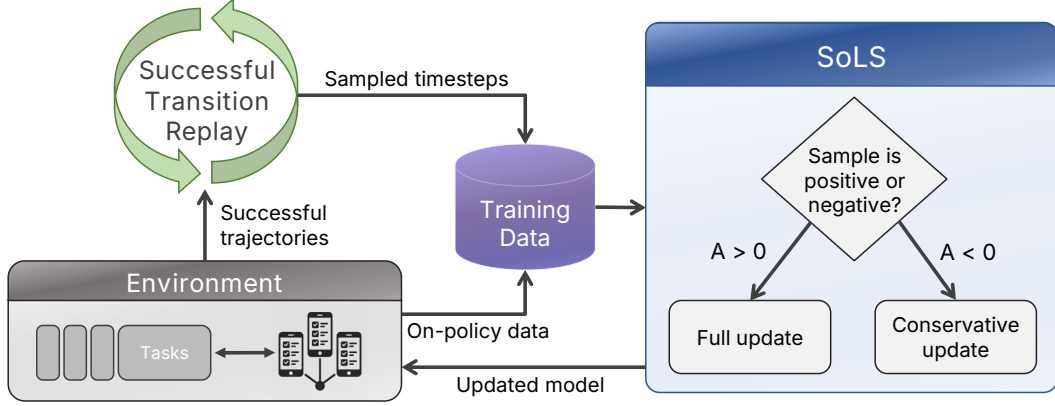 Successful
Transition
Replay
Sampled timesteps
Successful
trajectories
Training
Data
Environment
Tasks
On-policy data
Updated model
SoLS
Sample is
positive or
negative?
A > 0
A < 0
Full update
Conservative
update